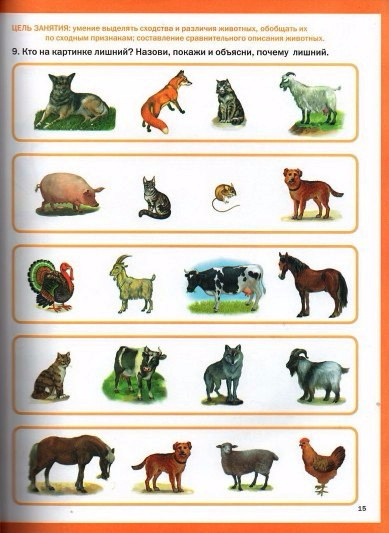 ЦЕЛЬ ЗАНЯТИЯ: умение выделять сходства и различия животных, обобщать их
по сходным признакам; составление сравнительного описания животных.
9. Кто на картинке лишний? Назови, покажи и объясни, почему лишний.
15